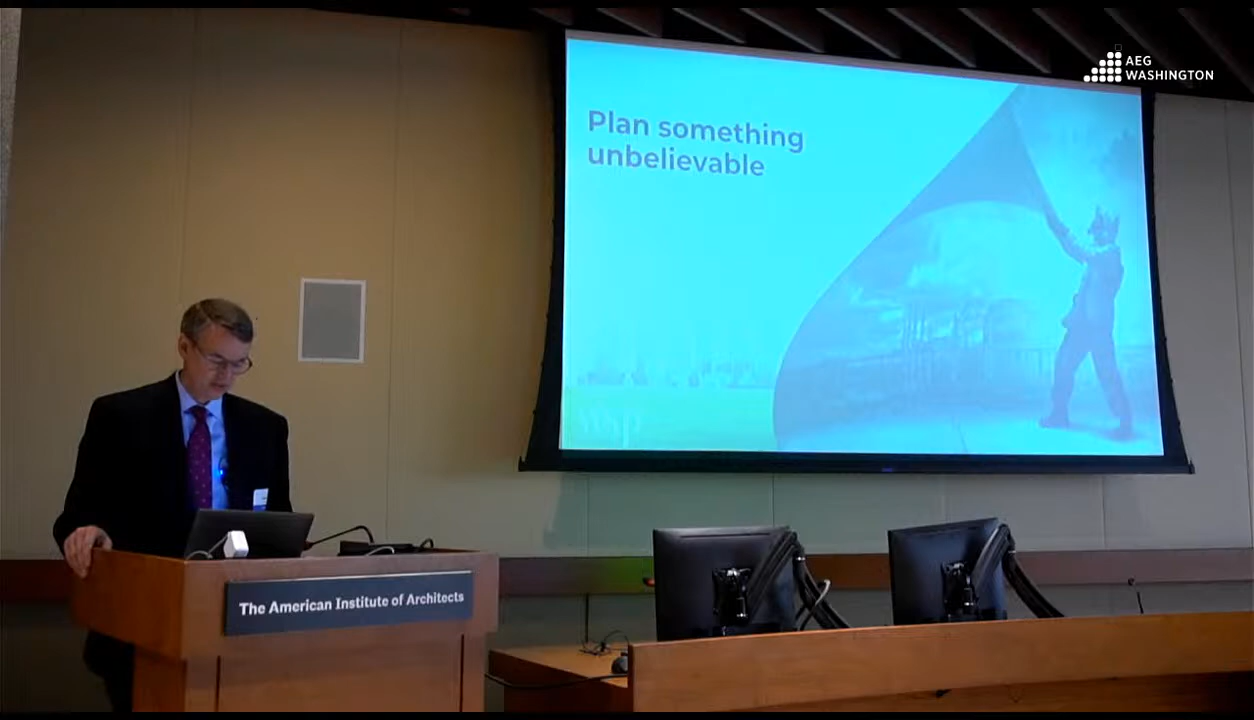 AEG
WASHINGTON
Plan something
unbelievable
The American Institute of Architects